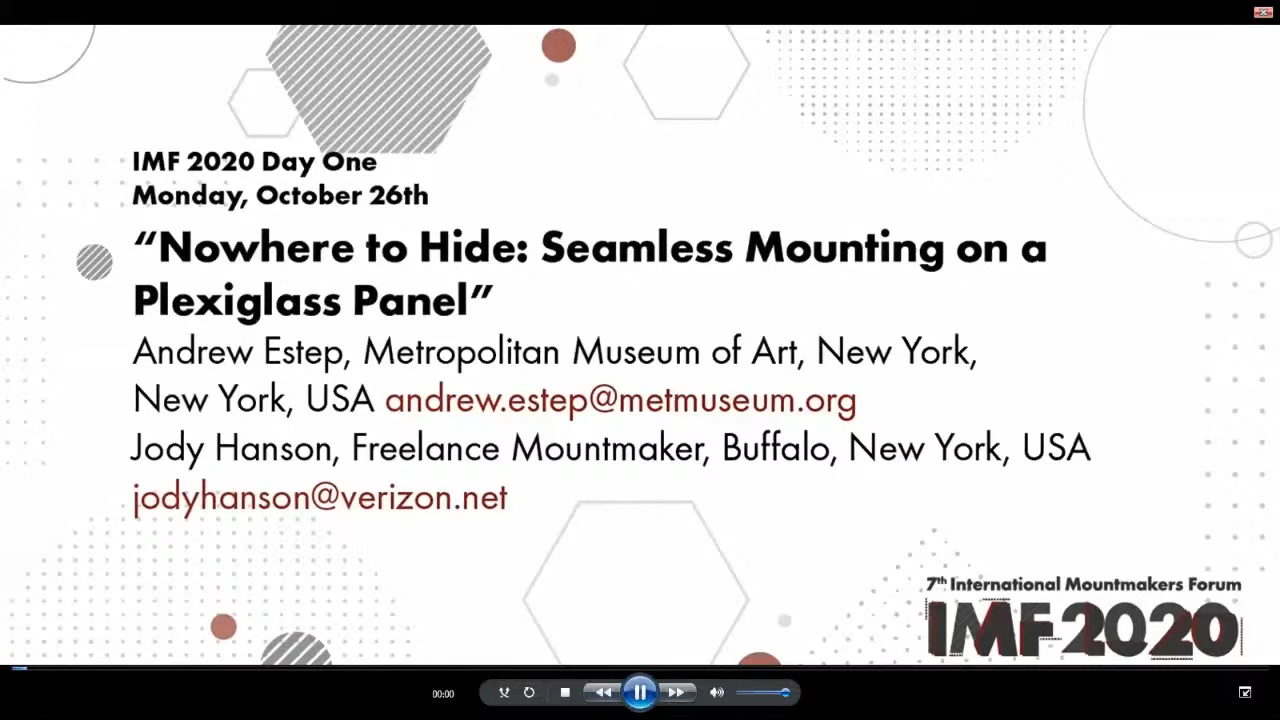 IMF 2020 Day One
Monday, October 26th
“Nowhere to Hide: Seamless Mounting on a
Plexiglass Panel”
Andrew Estep, Metropolitan Museum of Art, New York,
New York, USA andrew.estep@metmuseum.org
Jody Hanson, Freelance Mountmaker, Buffalo, New York, USA
jodyhanson@verizon.net
7th International Mountmakers Forum
IMF 2020
00:00